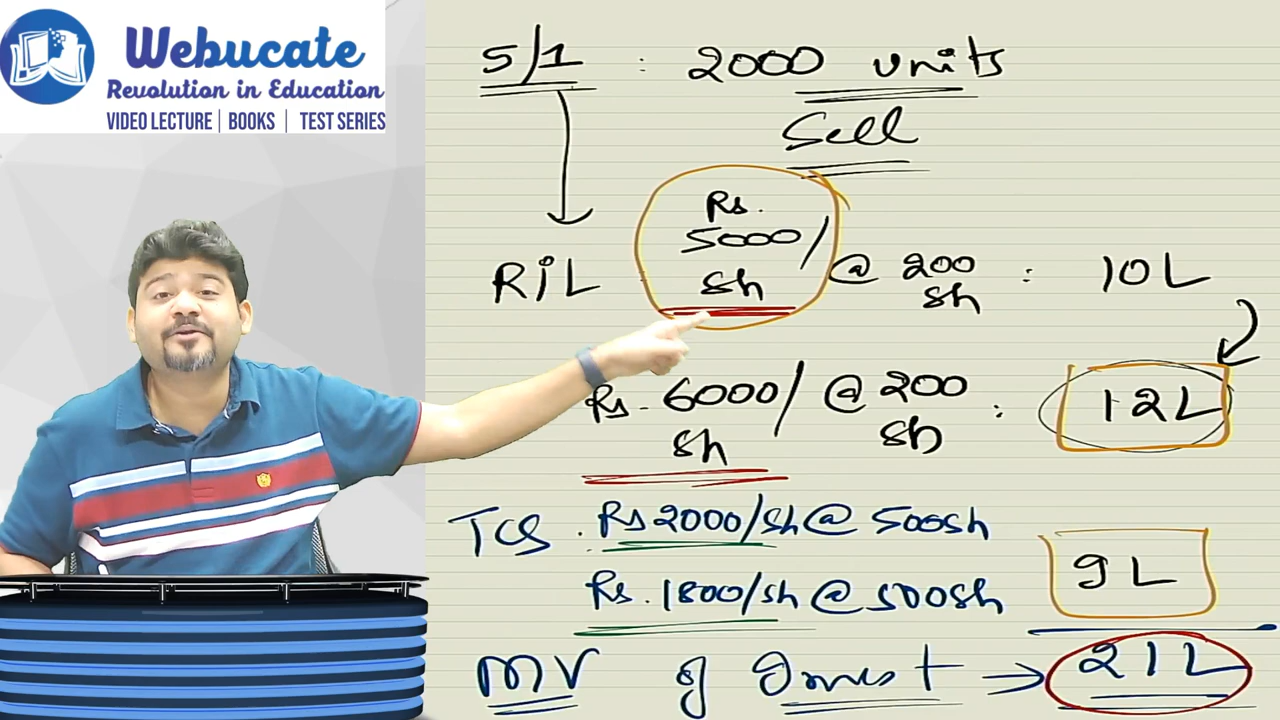 Webucate
Revolution in Education
VIDEO LECTURE | BOOKS | TEST SERIES
5/1 : 2000 units
Sell
RIL : Rs. 5000/sh @ 200 sh : 10L
Rs. 6000/sh @ 200 sh : 12L
TCS. Rs 2000/sh @ 500sh
Rs. 1800/sh @ 500sh 9L
MV of Invest → 21L